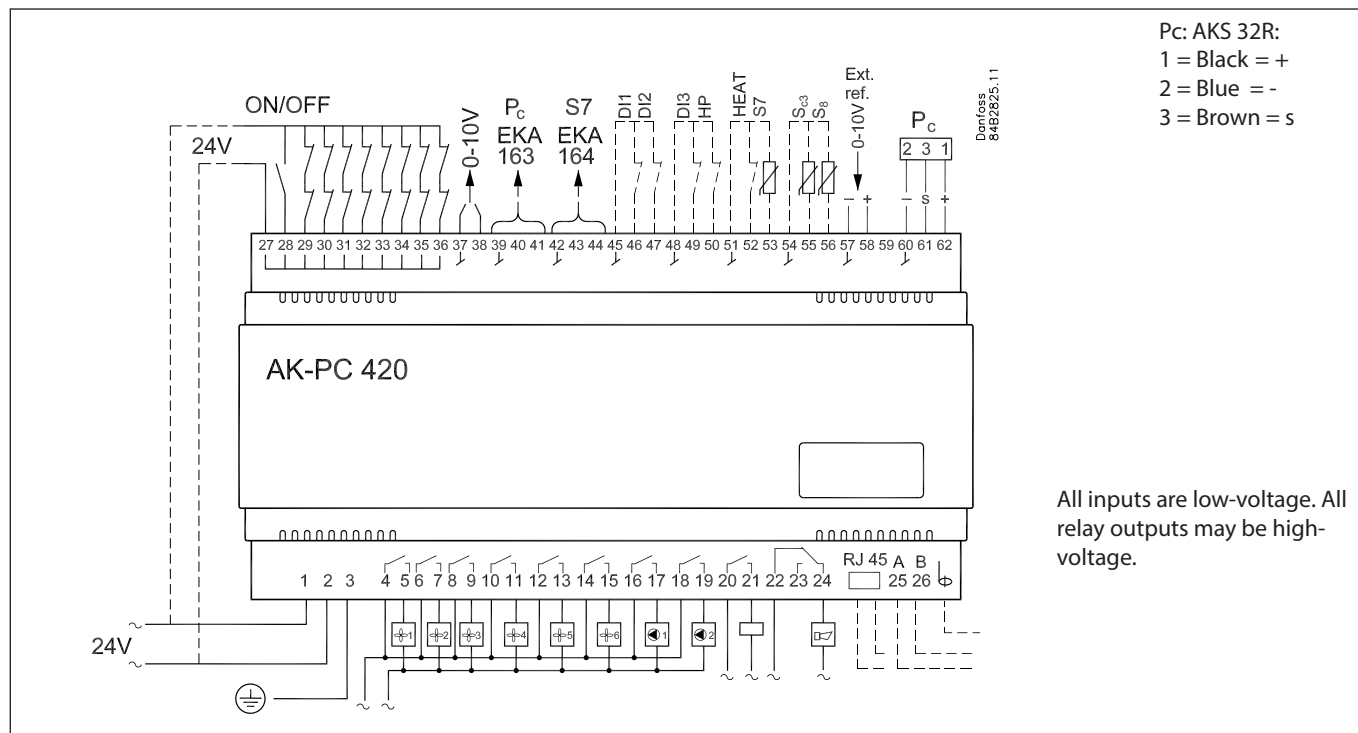 Pc: AKS 32R:
1 = Black = +
2 = Blue = -
3 = Brown = s
Danfoss
84B2825.11
ON/OFF
24V
0-10V
Pc
EKA
163
S7
EKA
164
DI1
DI2
DI3
HP
HEAT
S7
Sc3
S8
Ext.
ref.
0-10V
- +
Pc
2 3 1
- s +
27 28 29 30 31 32 33 34 35 36 37 38 39 40 41 42 43 44 45 46 47 48 49 50 51 52 53 54 55 56 57 58 59 60 61 62
AK-PC 420
All inputs are low-voltage. All
relay outputs may be high-
voltage.
RJ 45 A B
1 2 3 4 5 6 7 8 9 10 11 12 13 14 15 16 17 18 19 20 21 22 23 24 25 26
1 2 3 4 5 6 1 2
24V